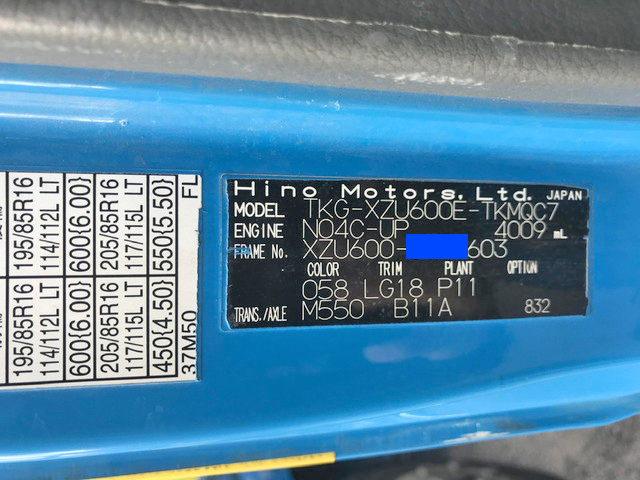 Hino Motors, Ltd. JAPAN
MODEL TKG-XZU600E-TKMQC7
ENGINE N04C-UP 4009 mL
FRAME No. XZU600- 603
COLOR TRIM PLANT OPTION
058 LG18 P11
TRANS./AXLE M550 B11A 832
195/85R16
114/112L LT
600(6.00)
205/85R16
117/115L LT
550(5.50)
FL
195/85R16
114/112L LT
600(6.00)
205/85R16
117/115L LT
450(4.50)
37M50